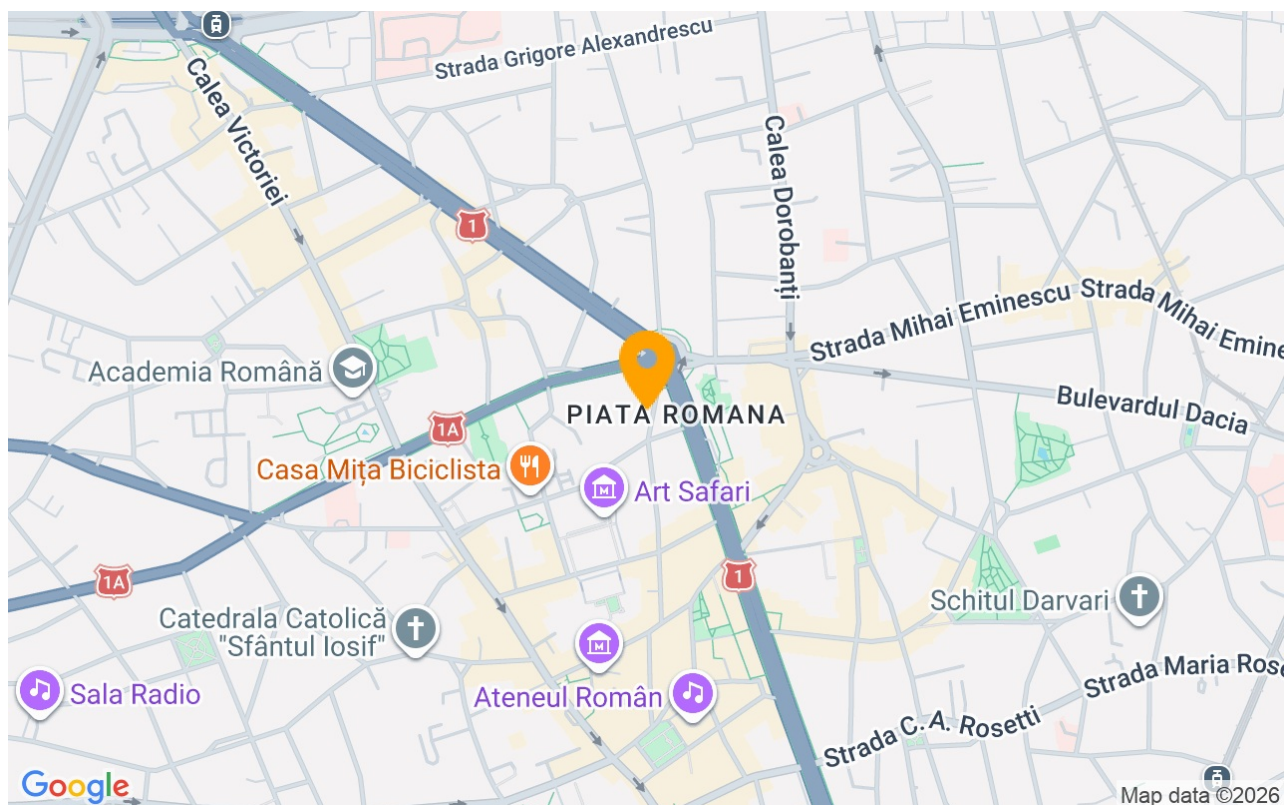 Strada Grigore Alexandrescu
Calea Victoriei
Calea Dorobanți
1
Strada Mihai Eminescu
Strada Mihai Emine
Academia Română
Bulevardul Dacia
PIATA ROMANA
1A
Casa Mița Biciclista
Art Safari
1A
1
Schitul Darvari
Catedrala Catolică
"Sfântul Iosif"
M
M
Ateneul Român
Sala Radio
Strada Maria Rose
Strada C. A. Rosetti
Google
Map data ©2026